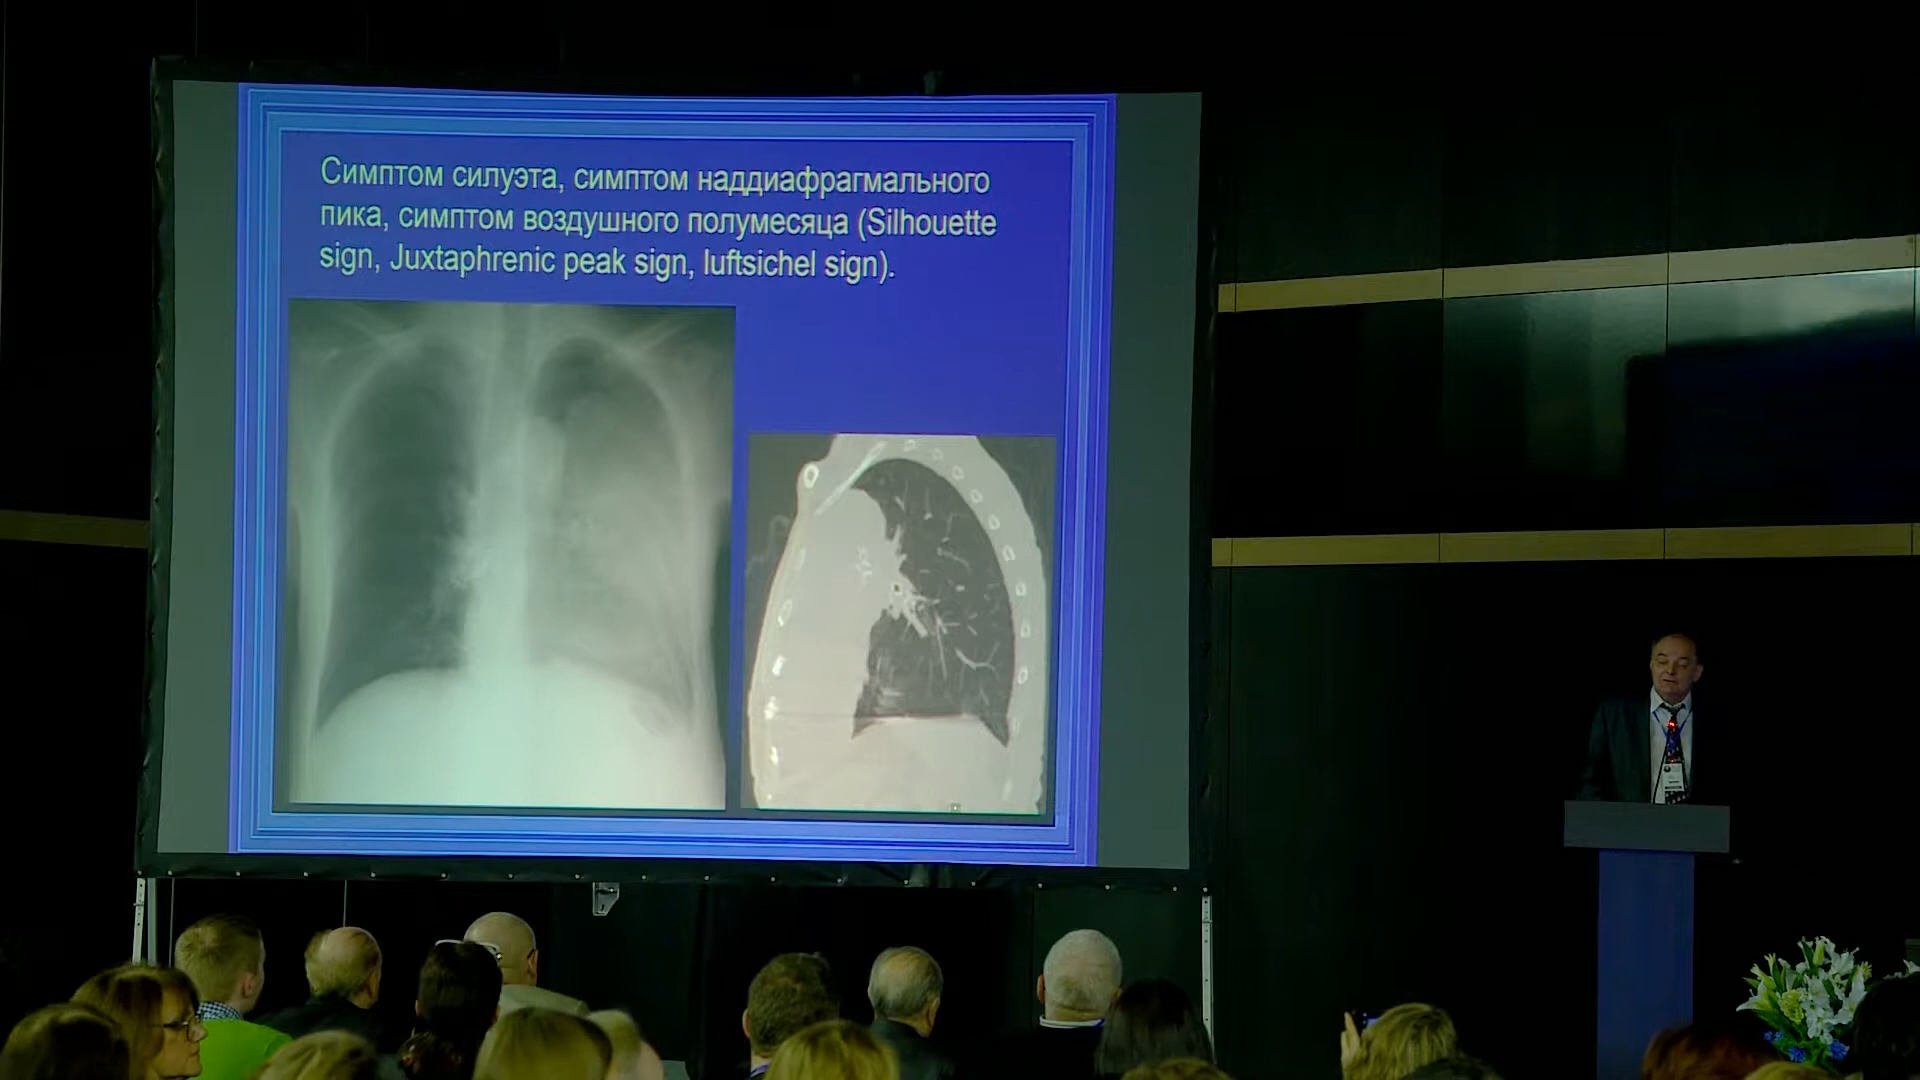 Симптом силуэта, симптом наддиафрагмального
пика, симптом воздушного полумесяца (Silhouette
sign, Juxtaphrenic peak sign, luftsichel sign).